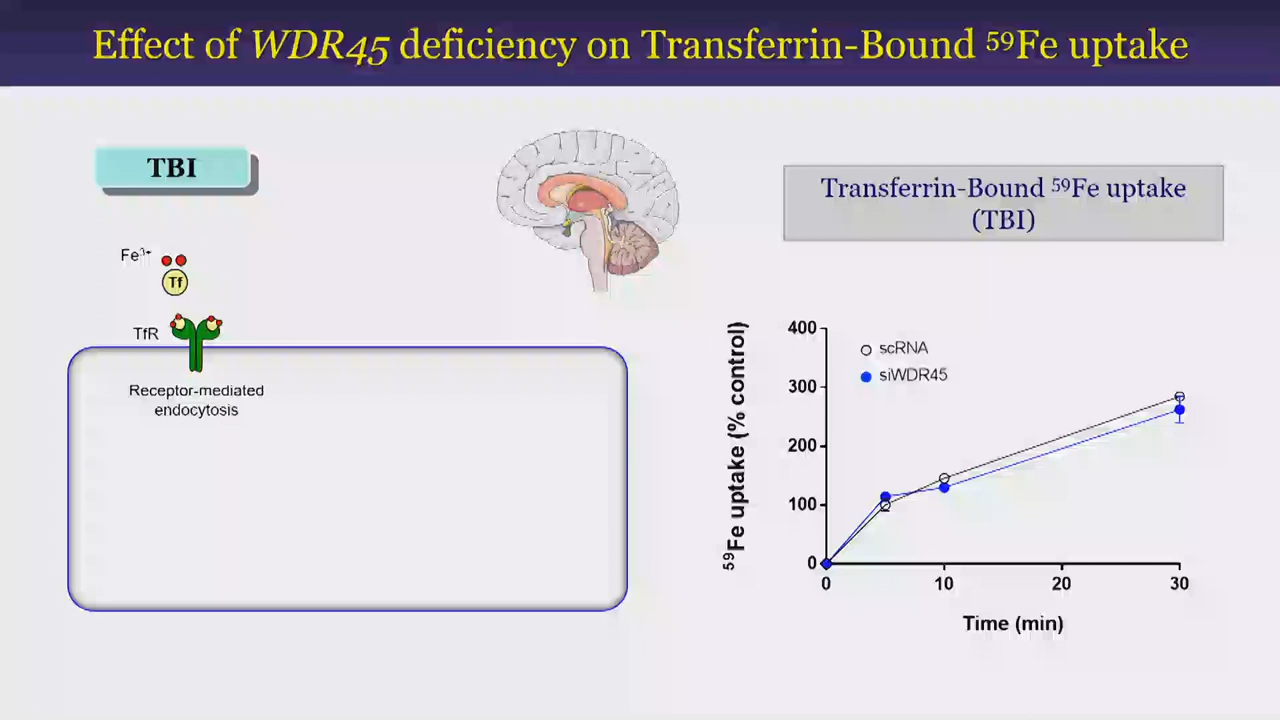 Effect of WDR45 deficiency on Transferrin-Bound ⁵⁹Fe uptake
TBI
Fe³⁺
Tf
TfR
Receptor-mediated
endocytosis
Transferrin-Bound ⁵⁹Fe uptake
(TBI)
⁵⁹Fe uptake (% control)
400
300
200
100
0
scRNA
siWDR45
0 10 20 30
Time (min)